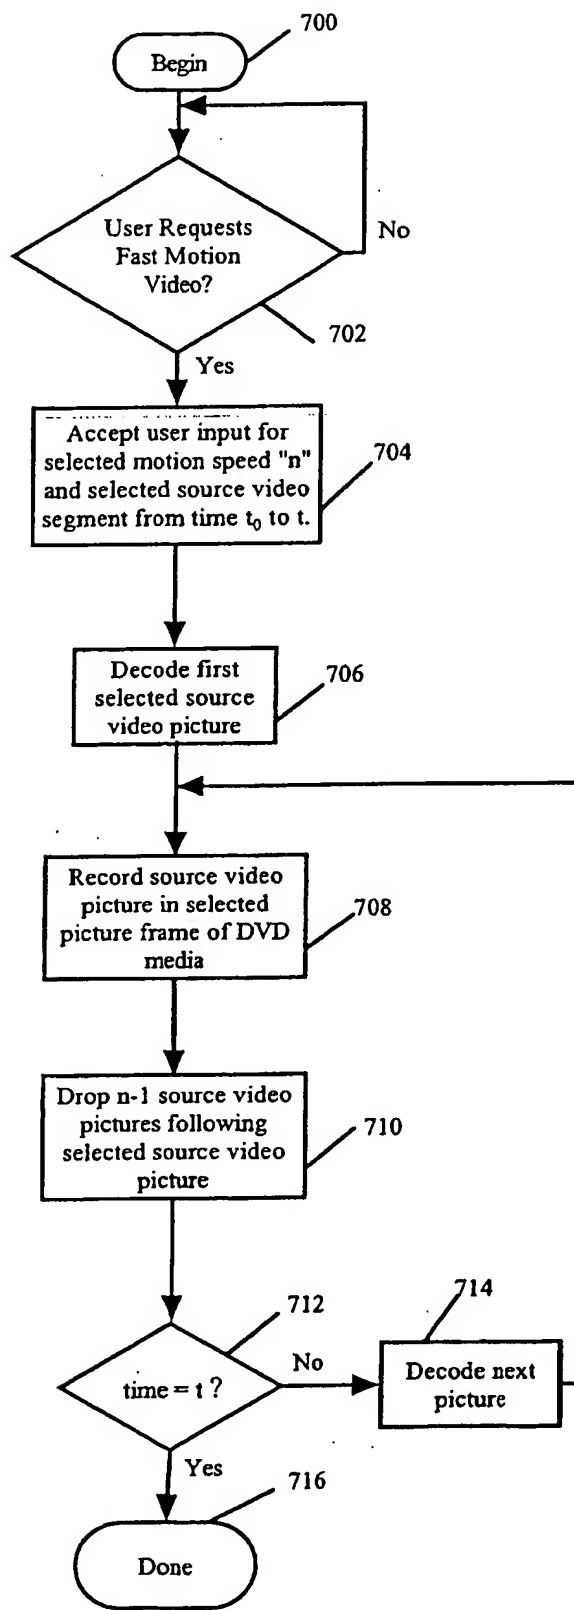 700
Begin
User Requests
Fast Motion
Video?
No
702
Yes
Accept user input for
selected motion speed "n"
and selected source video
segment from time t₀ to t.
704
Decode first
selected source
video picture
706
Record source video
picture in selected
picture frame of DVD
media
708
Drop n-1 source video
pictures following
selected source video
picture
710
712
time = t ?
No
714
Decode next
picture
Yes
716
Done